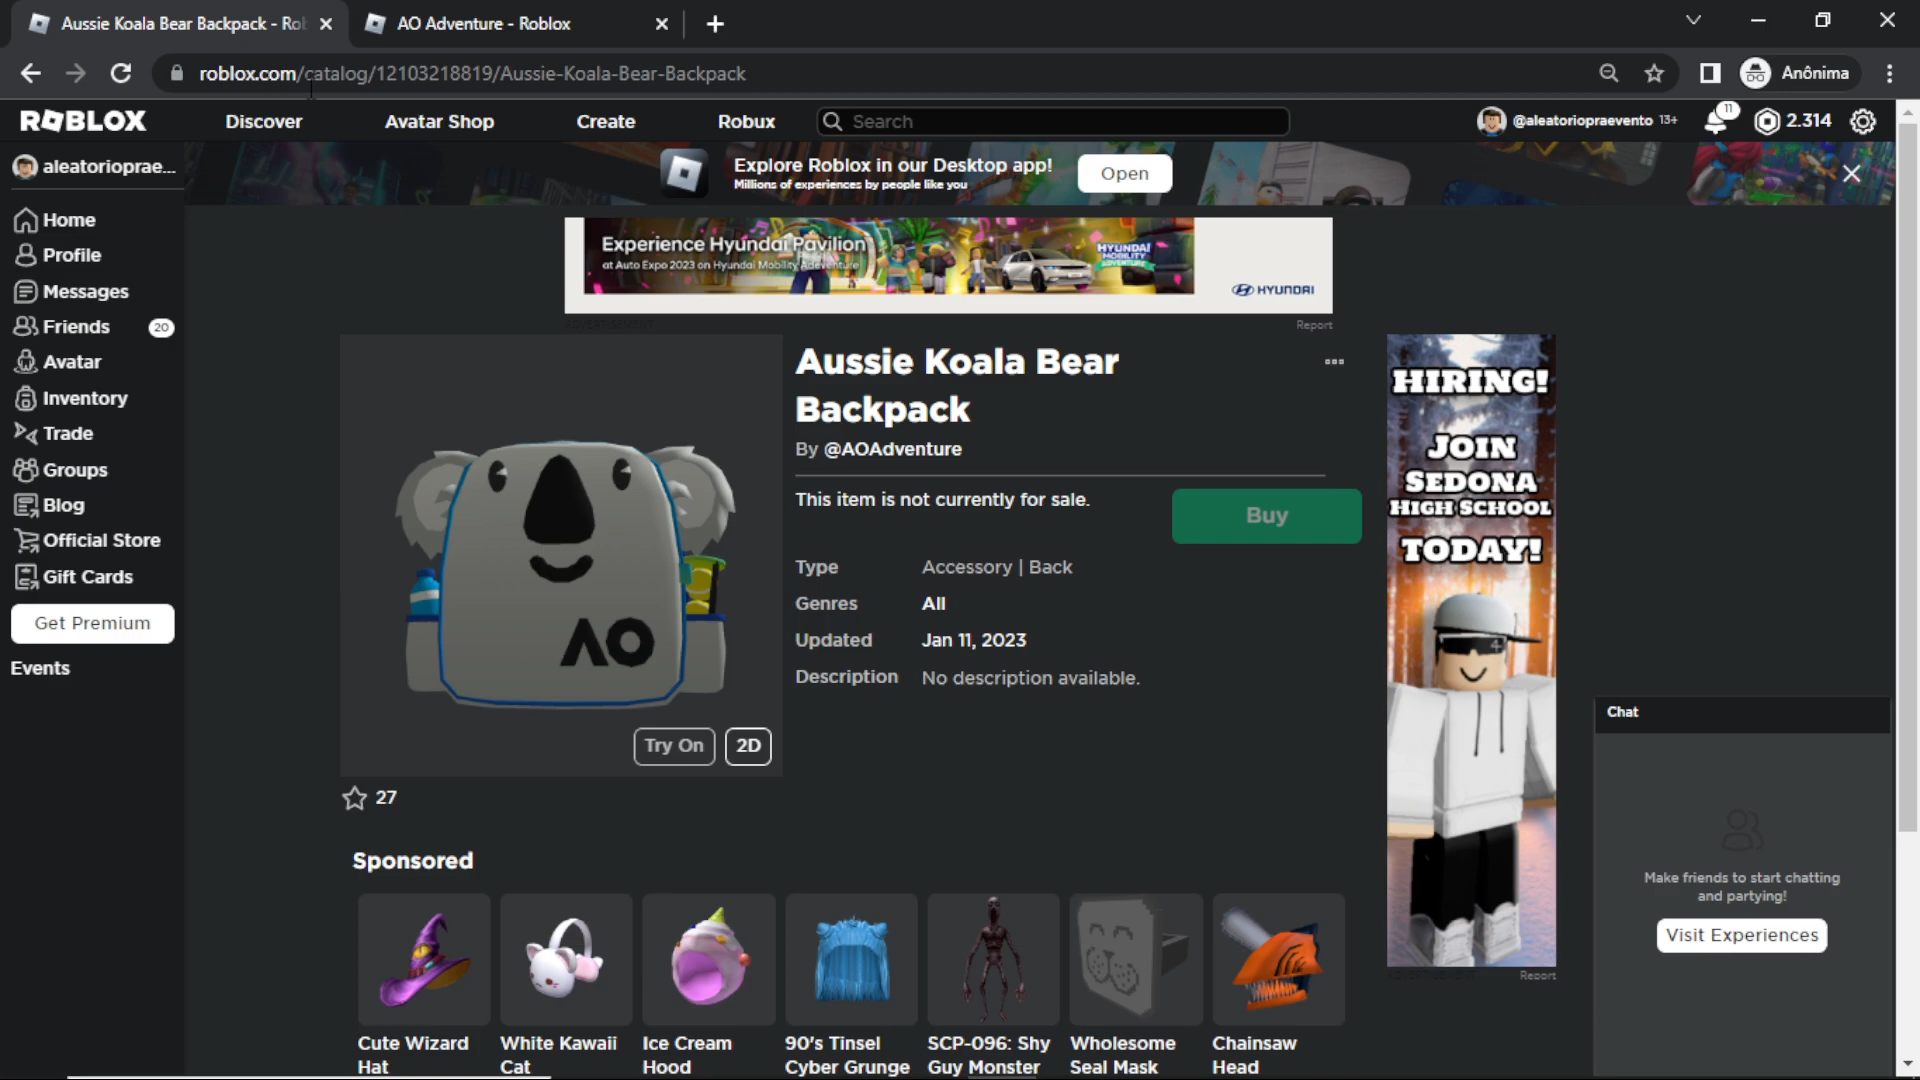 Aussie Koala Bear Backpack - Rob
AO Adventure - Roblox
roblox.com/catalog/12103218819/Aussie-Koala-Bear-Backpack
Anônima
ROBLOX
Discover
Avatar Shop
Create
Robux
Search
@aleatoriopraevento 13+
11
2.314
aleatorioprae...
Explore Roblox in our Desktop app!
Millions of experiences by people like you
Open
Home
Profile
Messages
Friends
20
Avatar
Inventory
Trade
Groups
Blog
Official Store
Gift Cards
Get Premium
Events
Experience Hyundai Pavilion
at Auto Expo 2023 on Hyundai Mobility Adeventure
HYUNDAI
MOBILITY
ADVENTURE
HYUNDAI
ADVERTISEMENT
Report
Aussie Koala Bear
Backpack
By @AOAdventure
This item is not currently for sale.
Buy
Type
Accessory | Back
Genres
All
Updated
Jan 11, 2023
Description
No description available.
AO
Try On
2D
27
HIRING!
JOIN
SEDONA
HIGH SCHOOL
TODAY!
Report
Sponsored
Cute Wizard
Hat
White Kawaii
Cat
Ice Cream
Hood
90's Tinsel
Cyber Grunge
SCP-096: Shy
Guy Monster
Wholesome
Seal Mask
Chainsaw
Head
Chat
Make friends to start chatting
and partying!
Visit Experiences